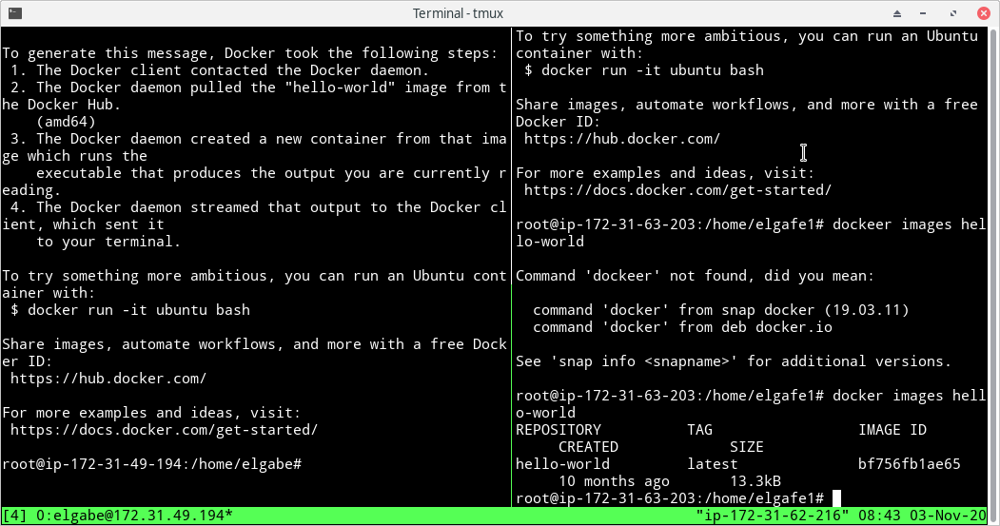 Terminal - tmux
To generate this message, Docker took the following steps:
 1. The Docker client contacted the Docker daemon.
 2. The Docker daemon pulled the "hello-world" image from t
he Docker Hub.
    (amd64)
 3. The Docker daemon created a new container from that ima
ge which runs the
    executable that produces the output you are currently r
eading.
 4. The Docker daemon streamed that output to the Docker cl
ient, which sent it
    to your terminal.
To try something more ambitious, you can run an Ubuntu cont
ainer with:
 $ docker run -it ubuntu bash
Share images, automate workflows, and more with a free Dock
er ID:
 https://hub.docker.com/
For more examples and ideas, visit:
 https://docs.docker.com/get-started/
root@ip-172-31-49-194:/home/elgabe#
To try something more ambitious, you can run an Ubuntu
container with:
 $ docker run -it ubuntu bash
Share images, automate workflows, and more with a free
Docker ID:
 https://hub.docker.com/
For more examples and ideas, visit:
 https://docs.docker.com/get-started/
root@ip-172-31-63-203:/home/elgafe1# dockeer images hel
lo-world
Command 'dockeer' not found, did you mean:
  command 'docker' from snap docker (19.03.11)
  command 'docker' from deb docker.io
See 'snap info <snapname>' for additional versions.
root@ip-172-31-63-203:/home/elgafe1# docker images hell
o-world
REPOSITORY          TAG                 IMAGE ID
     CREATED             SIZE
hello-world         latest              bf756fb1ae65
     10 months ago       13.3kB
root@ip-172-31-63-203:/home/elgafe1#
[4] 0:elgabe@172.31.49.194* "ip-172-31-62-216" 08:43 03-Nov-20